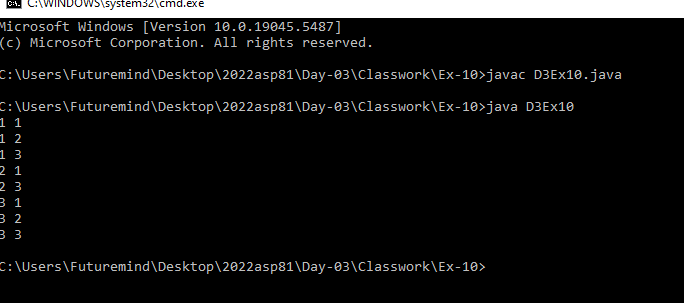 C:\WINDOWS\system32\cmd.exe
Microsoft Windows [Version 10.0.19045.5487]
(c) Microsoft Corporation. All rights reserved.
C:\Users\Futuremind\Desktop\2022asp81\Day-03\Classwork\Ex-10>javac D3Ex10.java
C:\Users\Futuremind\Desktop\2022asp81\Day-03\Classwork\Ex-10>java D3Ex10
1 1
1 2
1 3
2 1
2 3
3 1
3 2
3 3
C:\Users\Futuremind\Desktop\2022asp81\Day-03\Classwork\Ex-10>